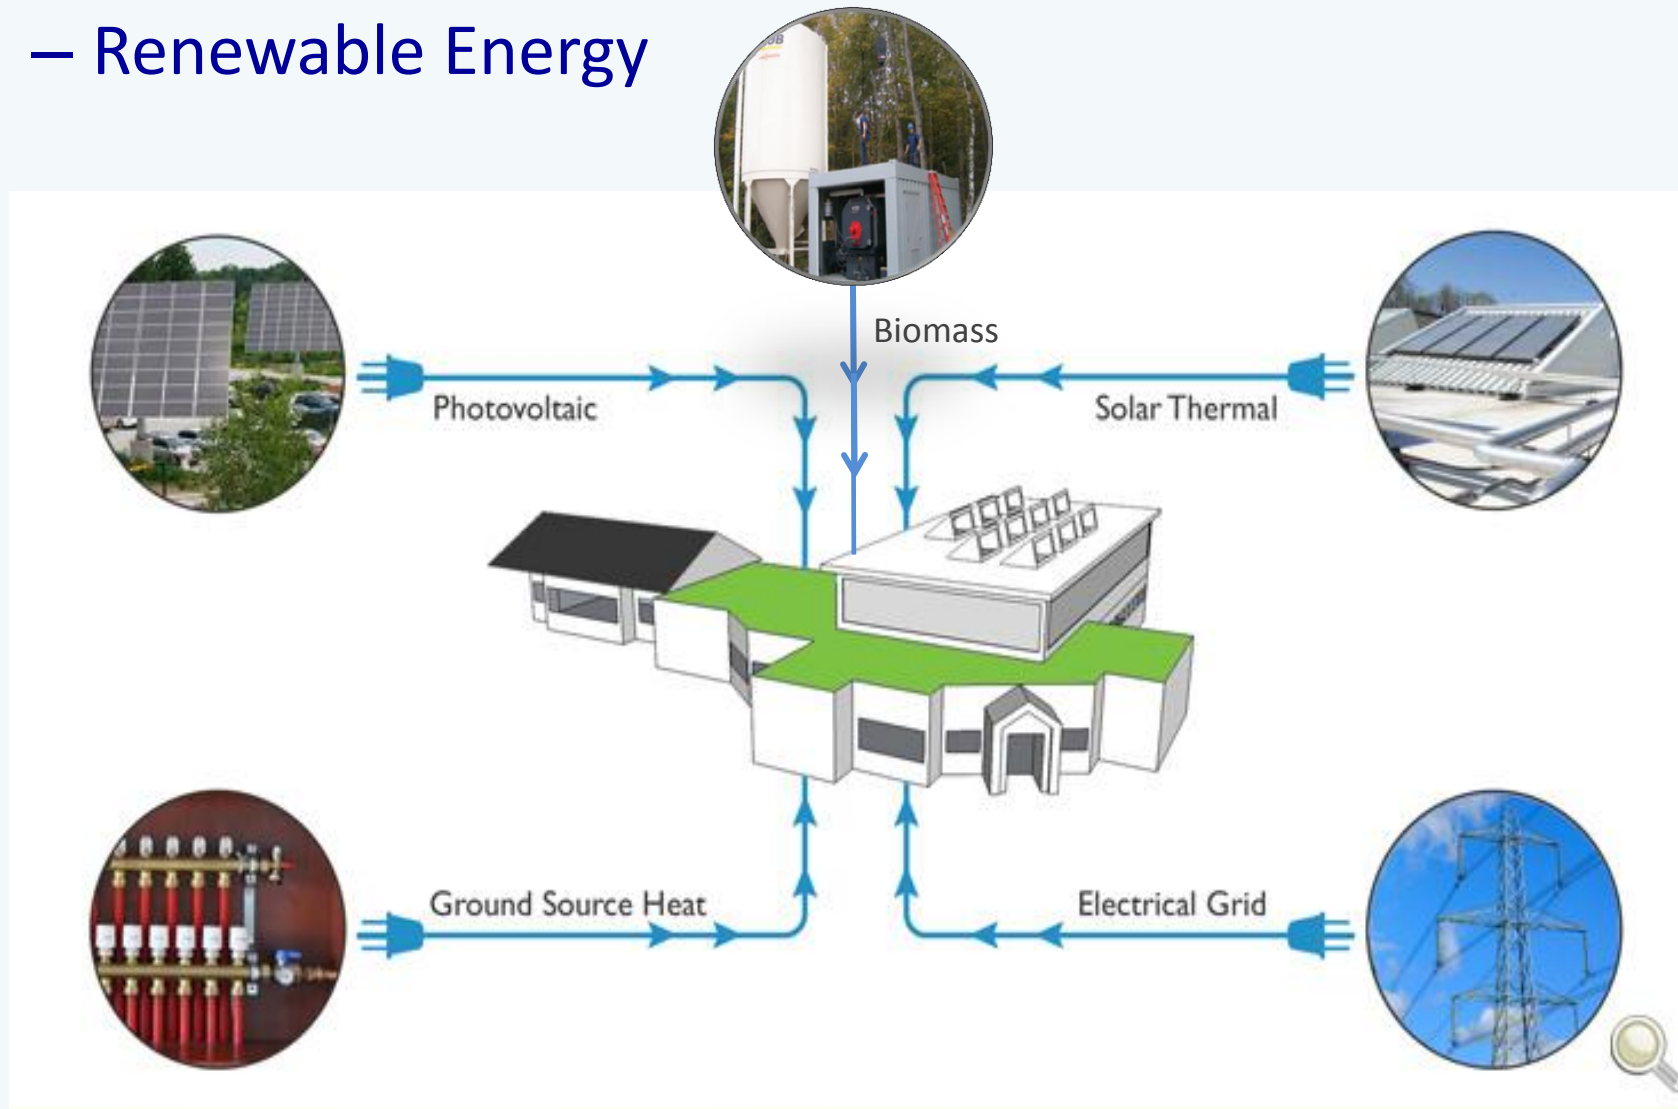 – Renewable Energy
Biomass
Photovoltaic
Solar Thermal
Ground Source Heat
Electrical Grid